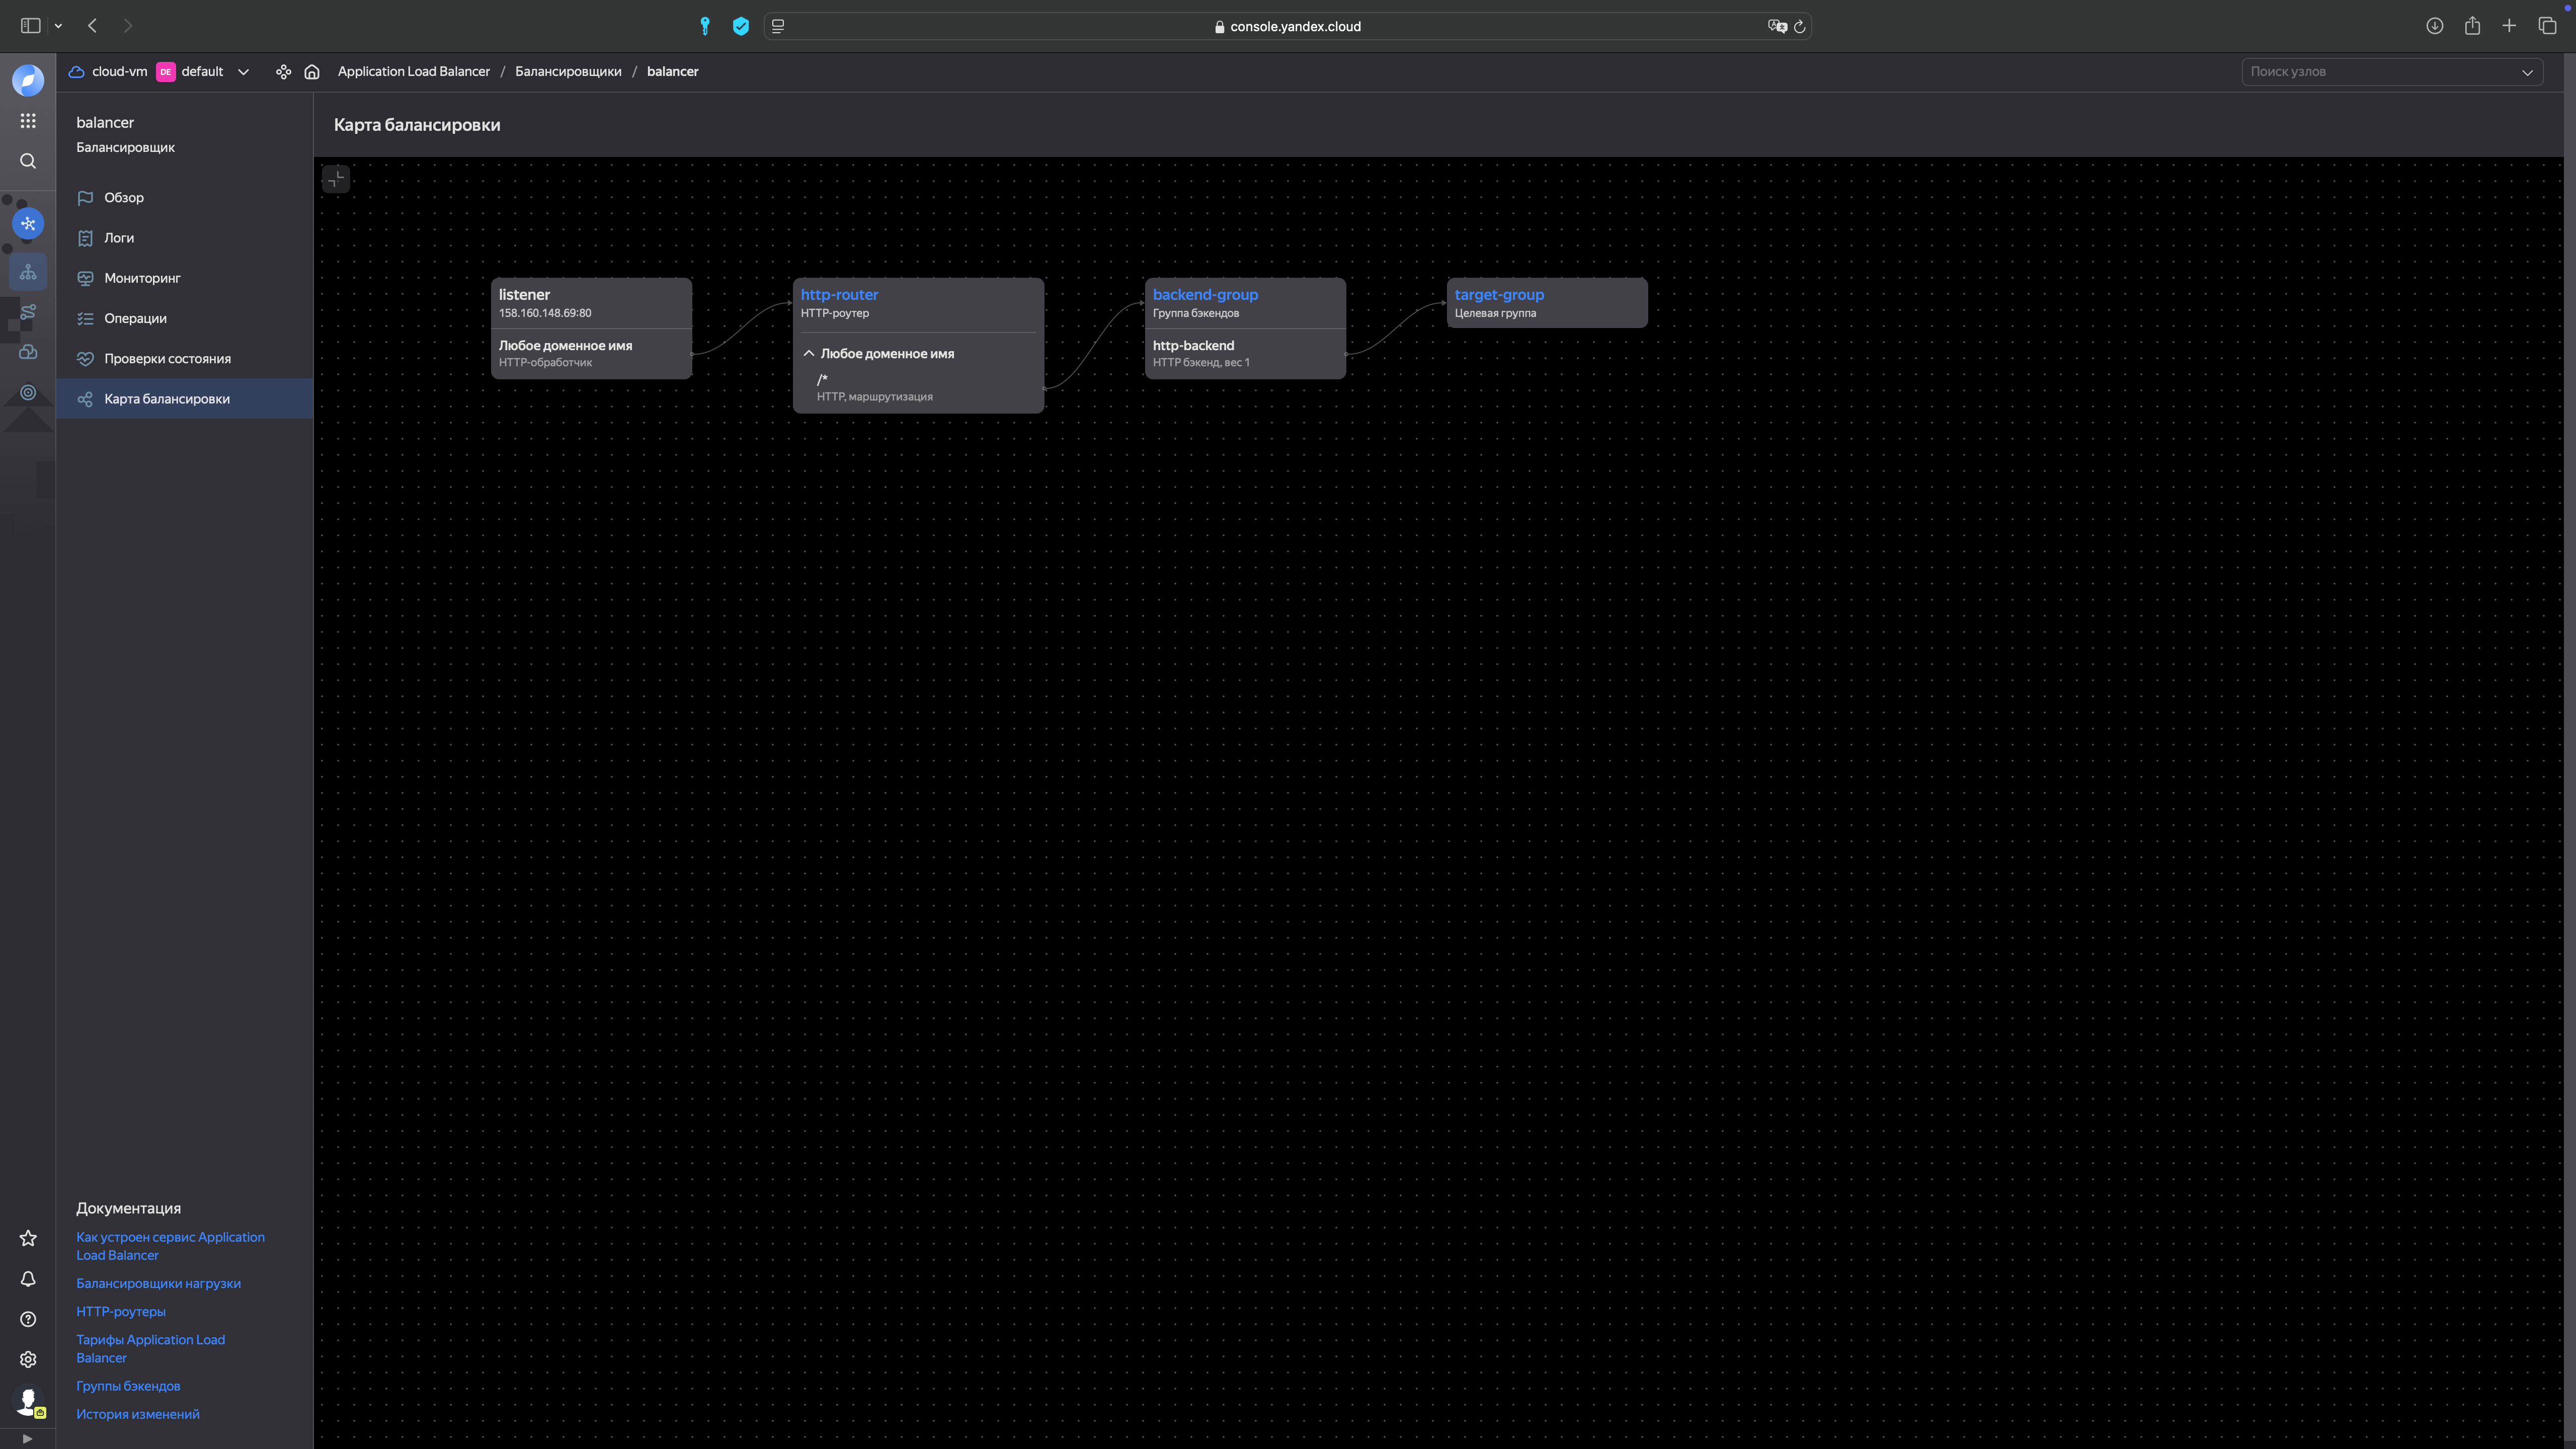 console.yandex.cloud
cloud-vm DE default Application Load Balancer / Балансировщики / balancer Поиск узлов
balancer
Балансировщик
Обзор
Логи
Мониторинг
Операции
Проверки состояния
Карта балансировки
Карта балансировки
listener
158.160.148.69:80
Любое доменное имя
HTTP-обработчик
http-router
HTTP-роутер
Любое доменное имя
/*
HTTP, маршрутизация
backend-group
Группа бэкендов
http-backend
HTTP бэкенд, вес 1
target-group
Целевая группа
Документация
Как устроен сервис Application
Load Balancer
Балансировщики нагрузки
HTTP-роутеры
Тарифы Application Load
Balancer
Группы бэкендов
История изменений